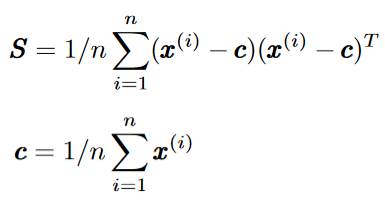 S = 1/n ∑_{i=1}^{n} (x^{(i)} − c)(x^{(i)} − c)^T
c = 1/n ∑_{i=1}^{n} x^{(i)}